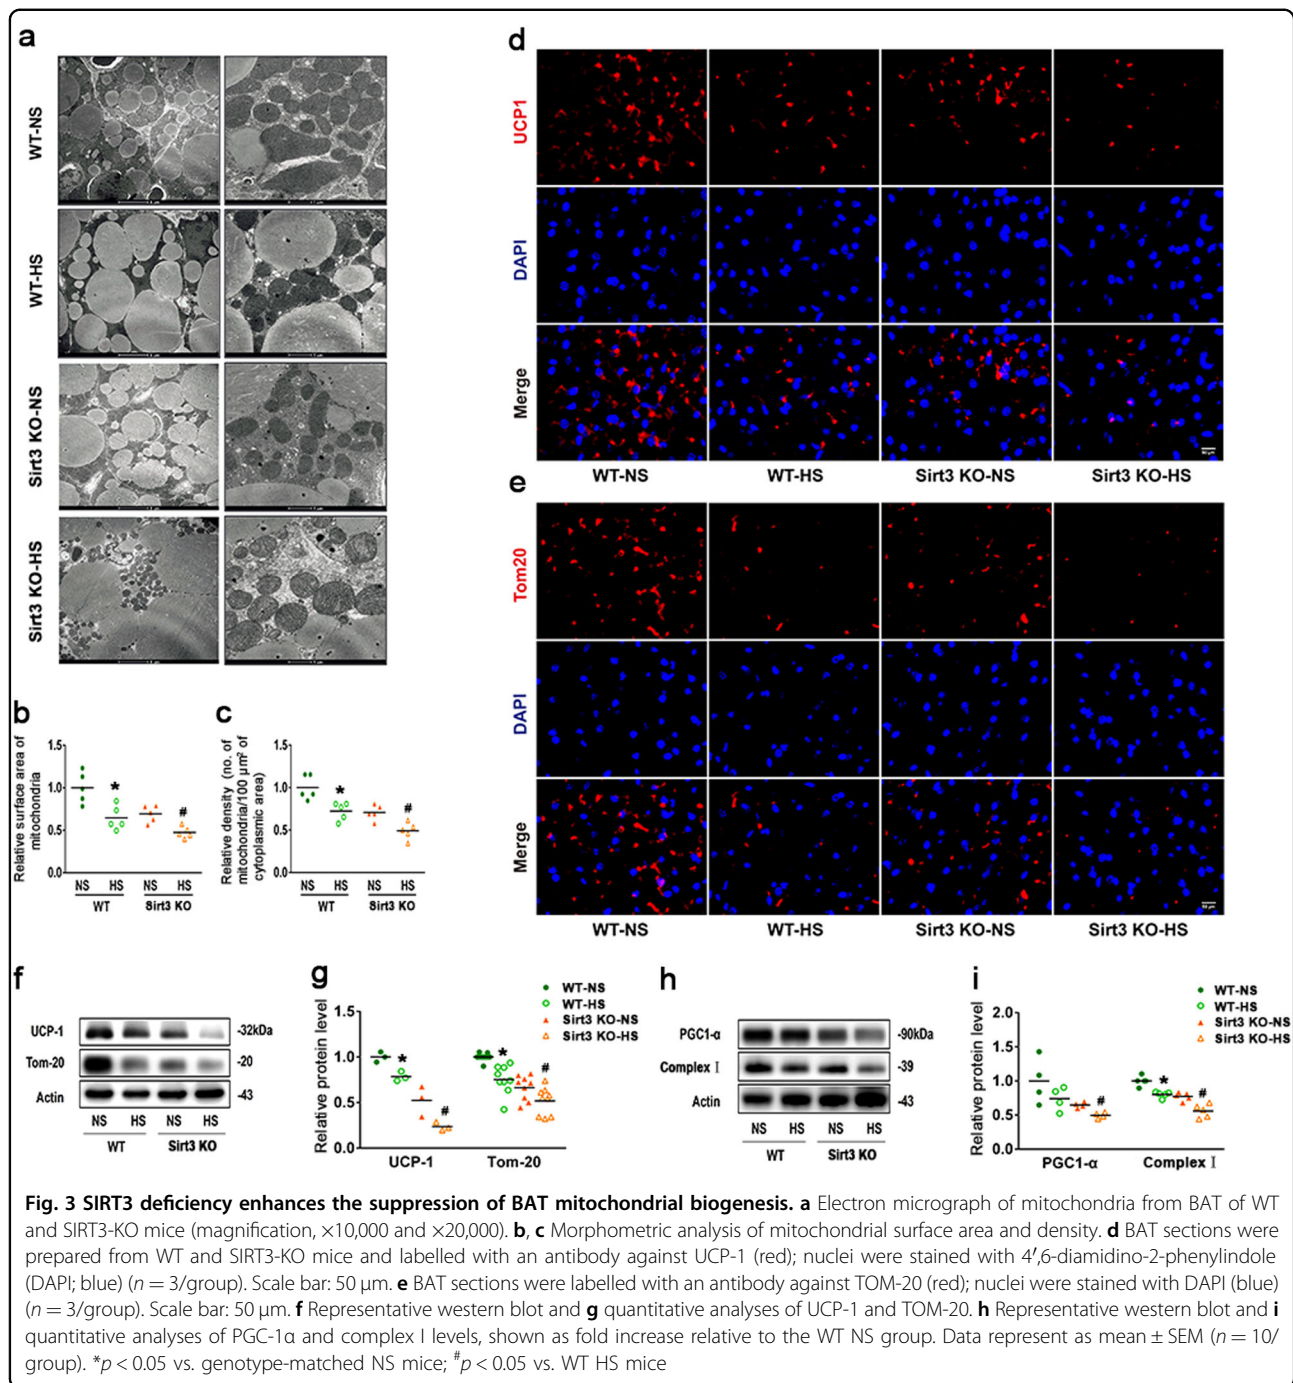 a
WT-NS
WT-HS
Sirt3 KO-NS
Sirt3 KO-HS
b
Relative surface area of
mitochondria
1.5
1.0
0.5
0.0
*
#
NS HS NS HS
WT Sirt3 KO
c
Relative density (no. of
mitochondria/100 µm² of
cytoplasmic area)
1.5
1.0
0.5
0.0
*
#
NS HS NS HS
WT Sirt3 KO
d
UCP1
DAPI
Merge
WT-NS WT-HS Sirt3 KO-NS Sirt3 KO-HS
e
Tom20
DAPI
Merge
WT-NS WT-HS Sirt3 KO-NS Sirt3 KO-HS
f
UCP-1 -32kDa
Tom-20 -20
Actin -43
NS HS NS HS
WT Sirt3 KO
g
WT-NS
WT-HS
Sirt3 KO-NS
Sirt3 KO-HS
Relative protein level
1.5
1.0
0.5
0.0
*
#
*
#
UCP-1 Tom-20
h
PGC1-α -90kDa
Complex Ⅰ -39
Actin -43
NS HS NS HS
WT Sirt3 KO
i
WT-NS
WT-HS
Sirt3 KO-NS
Sirt3 KO-HS
Relative protein level
1.5
1.0
0.5
0.0
#
*
#
PGC1-α Complex Ⅰ
Fig. 3 SIRT3 deficiency enhances the suppression of BAT mitochondrial biogenesis. a Electron micrograph of mitochondria from BAT of WT
and SIRT3-KO mice (magnification, ×10,000 and ×20,000). b, c Morphometric analysis of mitochondrial surface area and density. d BAT sections were
prepared from WT and SIRT3-KO mice and labelled with an antibody against UCP-1 (red); nuclei were stained with 4′,6-diamidino-2-phenylindole
(DAPI; blue) (n = 3/group). Scale bar: 50 µm. e BAT sections were labelled with an antibody against TOM-20 (red); nuclei were stained with DAPI (blue)
(n = 3/group). Scale bar: 50 µm. f Representative western blot and g quantitative analyses of UCP-1 and TOM-20. h Representative western blot and i
quantitative analyses of PGC-1α and complex I levels, shown as fold increase relative to the WT NS group. Data represent as mean ± SEM (n = 10/
group). *p < 0.05 vs. genotype-matched NS mice; #p < 0.05 vs. WT HS mice